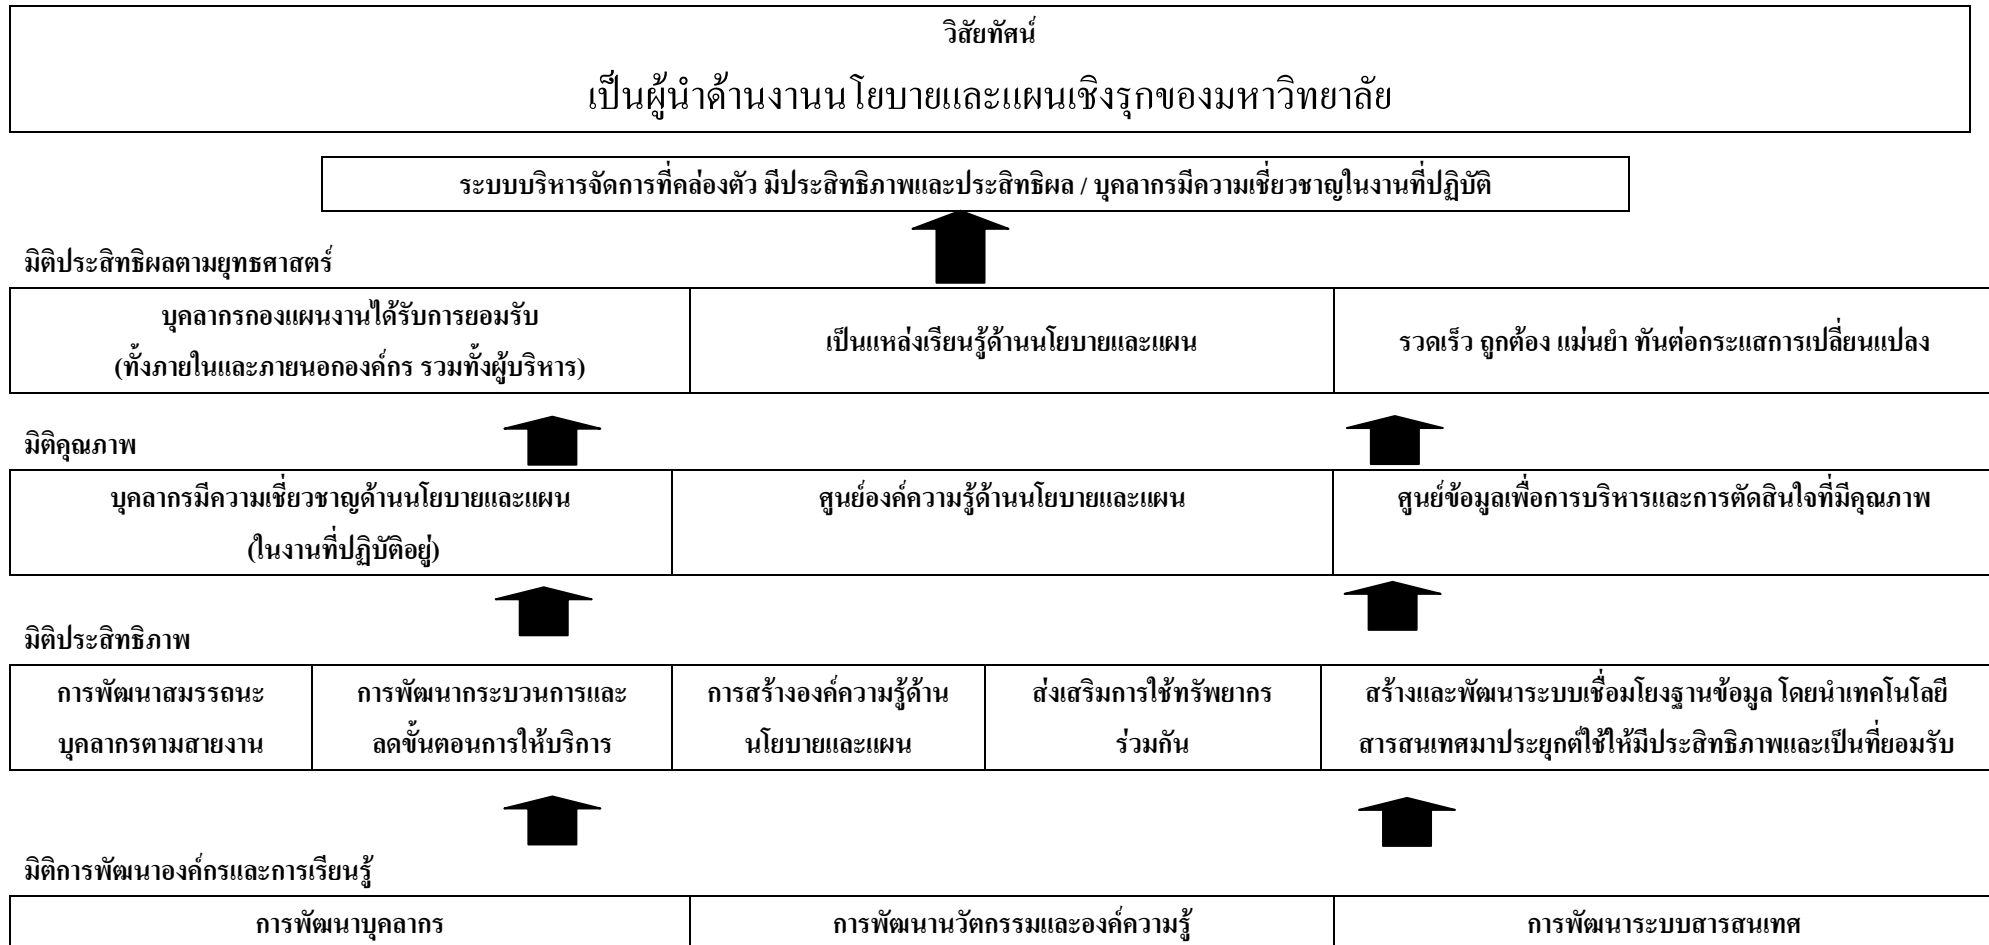 วิสัยทัศน์
เป็นผู้นำด้านงานนโยบายและแผนเชิงรุกของมหาวิทยาลัย
ระบบบริหารจัดการที่คล่องตัว มีประสิทธิภาพและประสิทธิผล / บุคลากรมีความเชี่ยวชาญในงานที่ปฏิบัติ
มิติประสิทธิผลตามยุทธศาสตร์
บุคลากรกองแผนงานได้รับการยอมรับ
(ทั้งภายในและภายนอกองค์กร รวมทั้งผู้บริหาร)
เป็นแหล่งเรียนรู้ด้านนโยบายและแผน
รวดเร็ว ถูกต้อง แม่นยำ ทันต่อกระแสการเปลี่ยนแปลง
มิติคุณภาพ
บุคลากรมีความเชี่ยวชาญด้านนโยบายและแผน
(ในงานที่ปฏิบัติอยู่)
ศูนย์องค์ความรู้ด้านนโยบายและแผน
ศูนย์ข้อมูลเพื่อการบริหารและการตัดสินใจที่มีคุณภาพ
มิติประสิทธิภาพ
การพัฒนาสมรรถนะ
บุคลากรตามสายงาน
การพัฒนากระบวนการและ
ลดขั้นตอนการให้บริการ
การสร้างองค์ความรู้ด้าน
นโยบายและแผน
ส่งเสริมการใช้ทรัพยากร
ร่วมกัน
สร้างและพัฒนาระบบเชื่อมโยงฐานข้อมูล โดยนำเทคโนโลยี
สารสนเทศมาประยุกต์ใช้ให้มีประสิทธิภาพและเป็นที่ยอมรับ
มิติการพัฒนาองค์กรและการเรียนรู้
การพัฒนาบุคลากร
การพัฒนานวัตกรรมและองค์ความรู้
การพัฒนาระบบสารสนเทศ